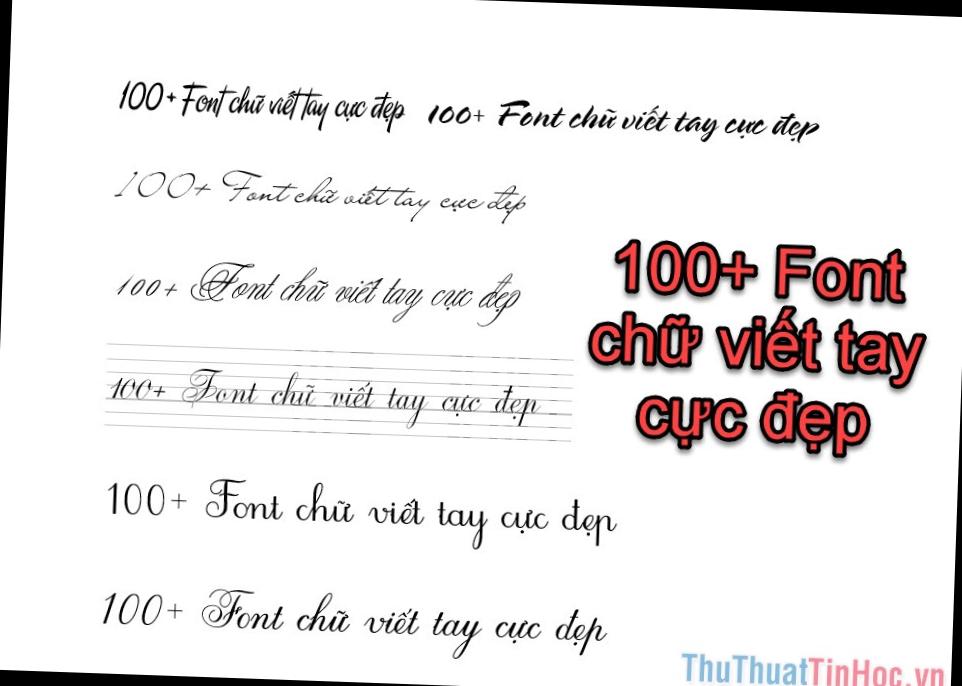 100+ Font chữ viết tay cực đẹp 100+ Font chữ viết tay cực đẹp
100+ Font chữ viết tay cực đẹp
100+ Font chữ viết tay cực đẹp
100+ Font chữ viết tay cực đẹp
100+ Font chữ viết tay cực đẹp
100+ Font chữ viết tay cực đẹp
100+ Font
chữ viết tay
cực đẹp
ThuThuatTinHoc.vn